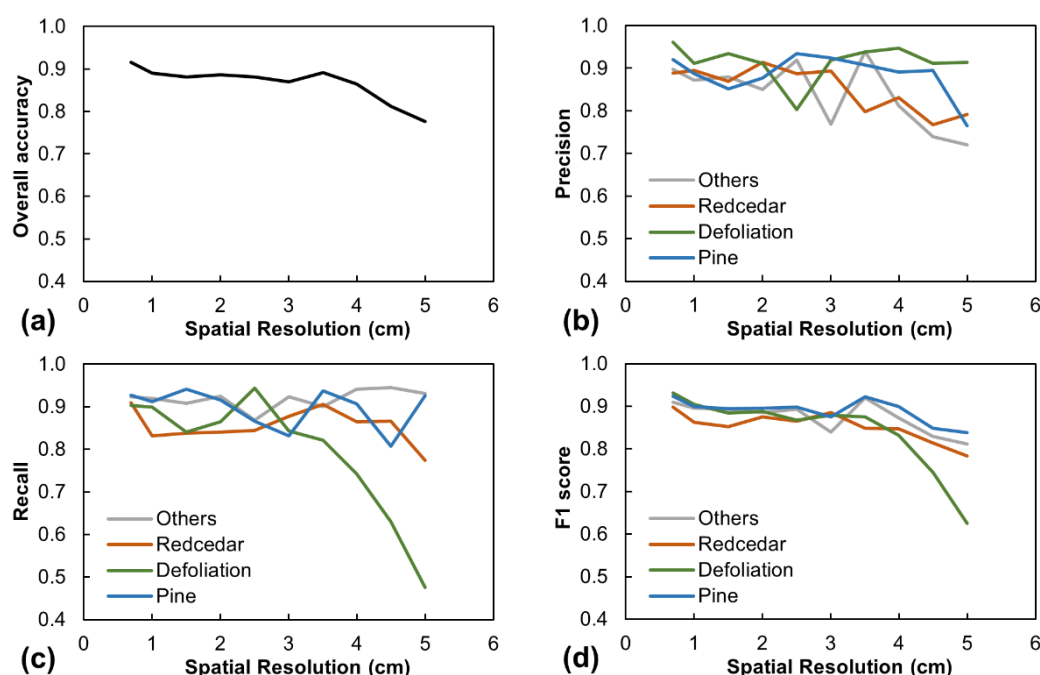 1.0
0.9
0.8
0.7
0.6
0.5
0.4
Overall accuracy
0 1 2 3 4 5 6
Spatial Resolution (cm)
(a)
1.0
0.9
0.8
0.7
0.6
0.5
0.4
Precision
Others
Redcedar
Defoliation
Pine
0 1 2 3 4 5 6
Spatial Resolution (cm)
(b)
1.0
0.9
0.8
0.7
0.6
0.5
0.4
Recall
Others
Redcedar
Defoliation
Pine
0 1 2 3 4 5 6
Spatial Resolution (cm)
(c)
1.0
0.9
0.8
0.7
0.6
0.5
0.4
F1 score
Others
Redcedar
Defoliation
Pine
0 1 2 3 4 5 6
Spatial Resolution (cm)
(d)